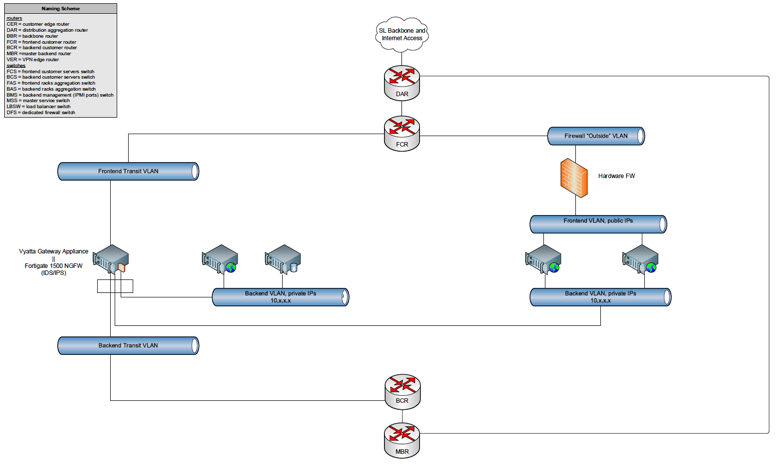 Naming Scheme
routers
CER = customer edge router
DAR = distribution aggregation router
BBR = backbone router
FCR = frontend customer router
BCR = backend customer router
MBR =master backend router
VER = VPN edge router
switches
FCS = frontend customer servers switch
BCS = backend customer servers switch
FAS = frontend racks aggregation switch
BAS = backend racks aggregation switch
BMS = backend management (IPMI ports) switch
MSS = master service switch
LBSW = load balancer switch
DFS = dedicated firewall switch
SL Backbone and
Internet Access
DAR
FCR
Firewall "Outside" VLAN
Frontend Transit VLAN
Hardware FW
Frontend VLAN, public IPs
Vyatta Gateway Appliance
||
Fortigate 1500 NGFW
(IDS/IPS)
Backend VLAN, private IPs
10.x.x.x
Backend VLAN, private IPs
10.x.x.x
Backend Transit VLAN
BCR
MBR